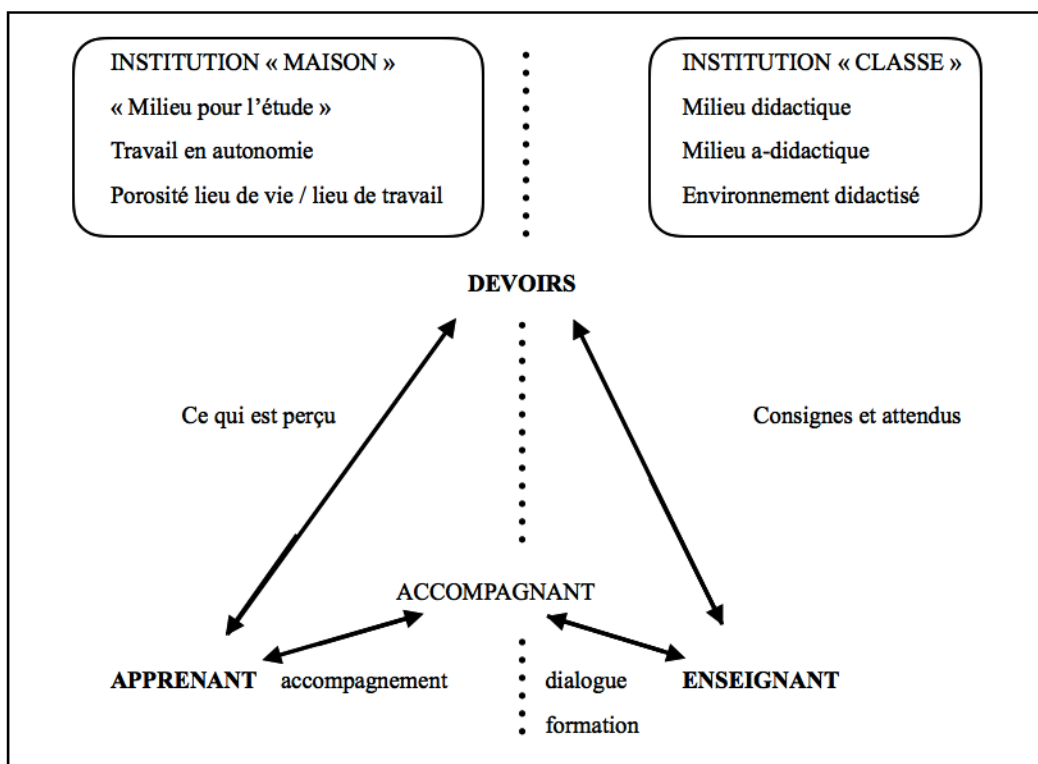 INSTITUTION « MAISON »
« Milieu pour l’étude »
Travail en autonomie
Porosité lieu de vie / lieu de travail
INSTITUTION « CLASSE »
Milieu didactique
Milieu a-didactique
Environnement didactisé
DEVOIRS
Ce qui est perçu
Consignes et attendus
ACCOMPAGNANT
APPRENANT accompagnement
dialogue ENSEIGNANT
formation